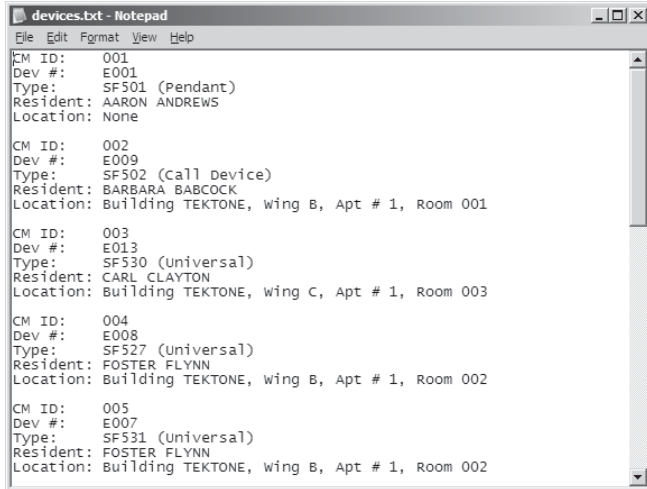 devices.txt - Notepad
File Edit Format View Help
CM ID: 001
Dev #: E001
Type: SF501 (Pendant)
Resident: AARON ANDREWS
Location: None
CM ID: 002
Dev #: E009
Type: SF502 (Call Device)
Resident: BARBARA BABCOCK
Location: Building TEKTONE, Wing B, Apt # 1, Room 001
CM ID: 003
Dev #: E013
Type: SF530 (Universal)
Resident: CARL CLAYTON
Location: Building TEKTONE, Wing C, Apt # 1, Room 003
CM ID: 004
Dev #: E008
Type: SF527 (Universal)
Resident: FOSTER FLYNN
Location: Building TEKTONE, Wing B, Apt # 1, Room 002
CM ID: 005
Dev #: E007
Type: SF531 (Universal)
Resident: FOSTER FLYNN
Location: Building TEKTONE, Wing B, Apt # 1, Room 002